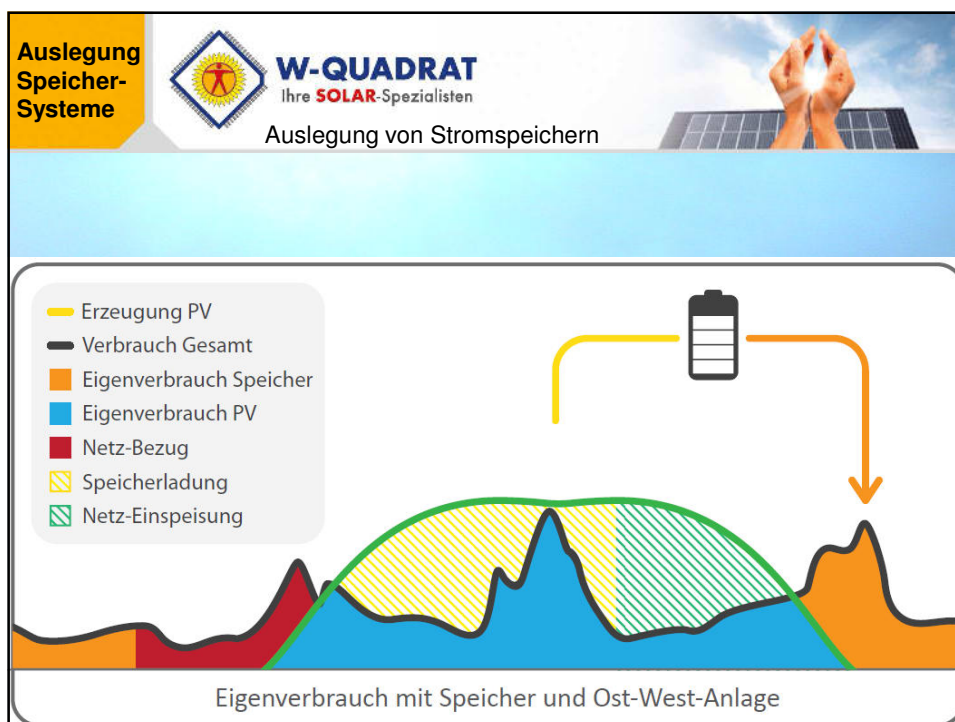 Auslegung
Speicher-
Systeme
W-QUADRAT
Ihre SOLAR-Spezialisten
Auslegung von Stromspeichern
Erzeugung PV
Verbrauch Gesamt
Eigenverbrauch Speicher
Eigenverbrauch PV
Netz-Bezug
Speicherladung
Netz-Einspeisung
Eigenverbrauch mit Speicher und Ost-West-Anlage